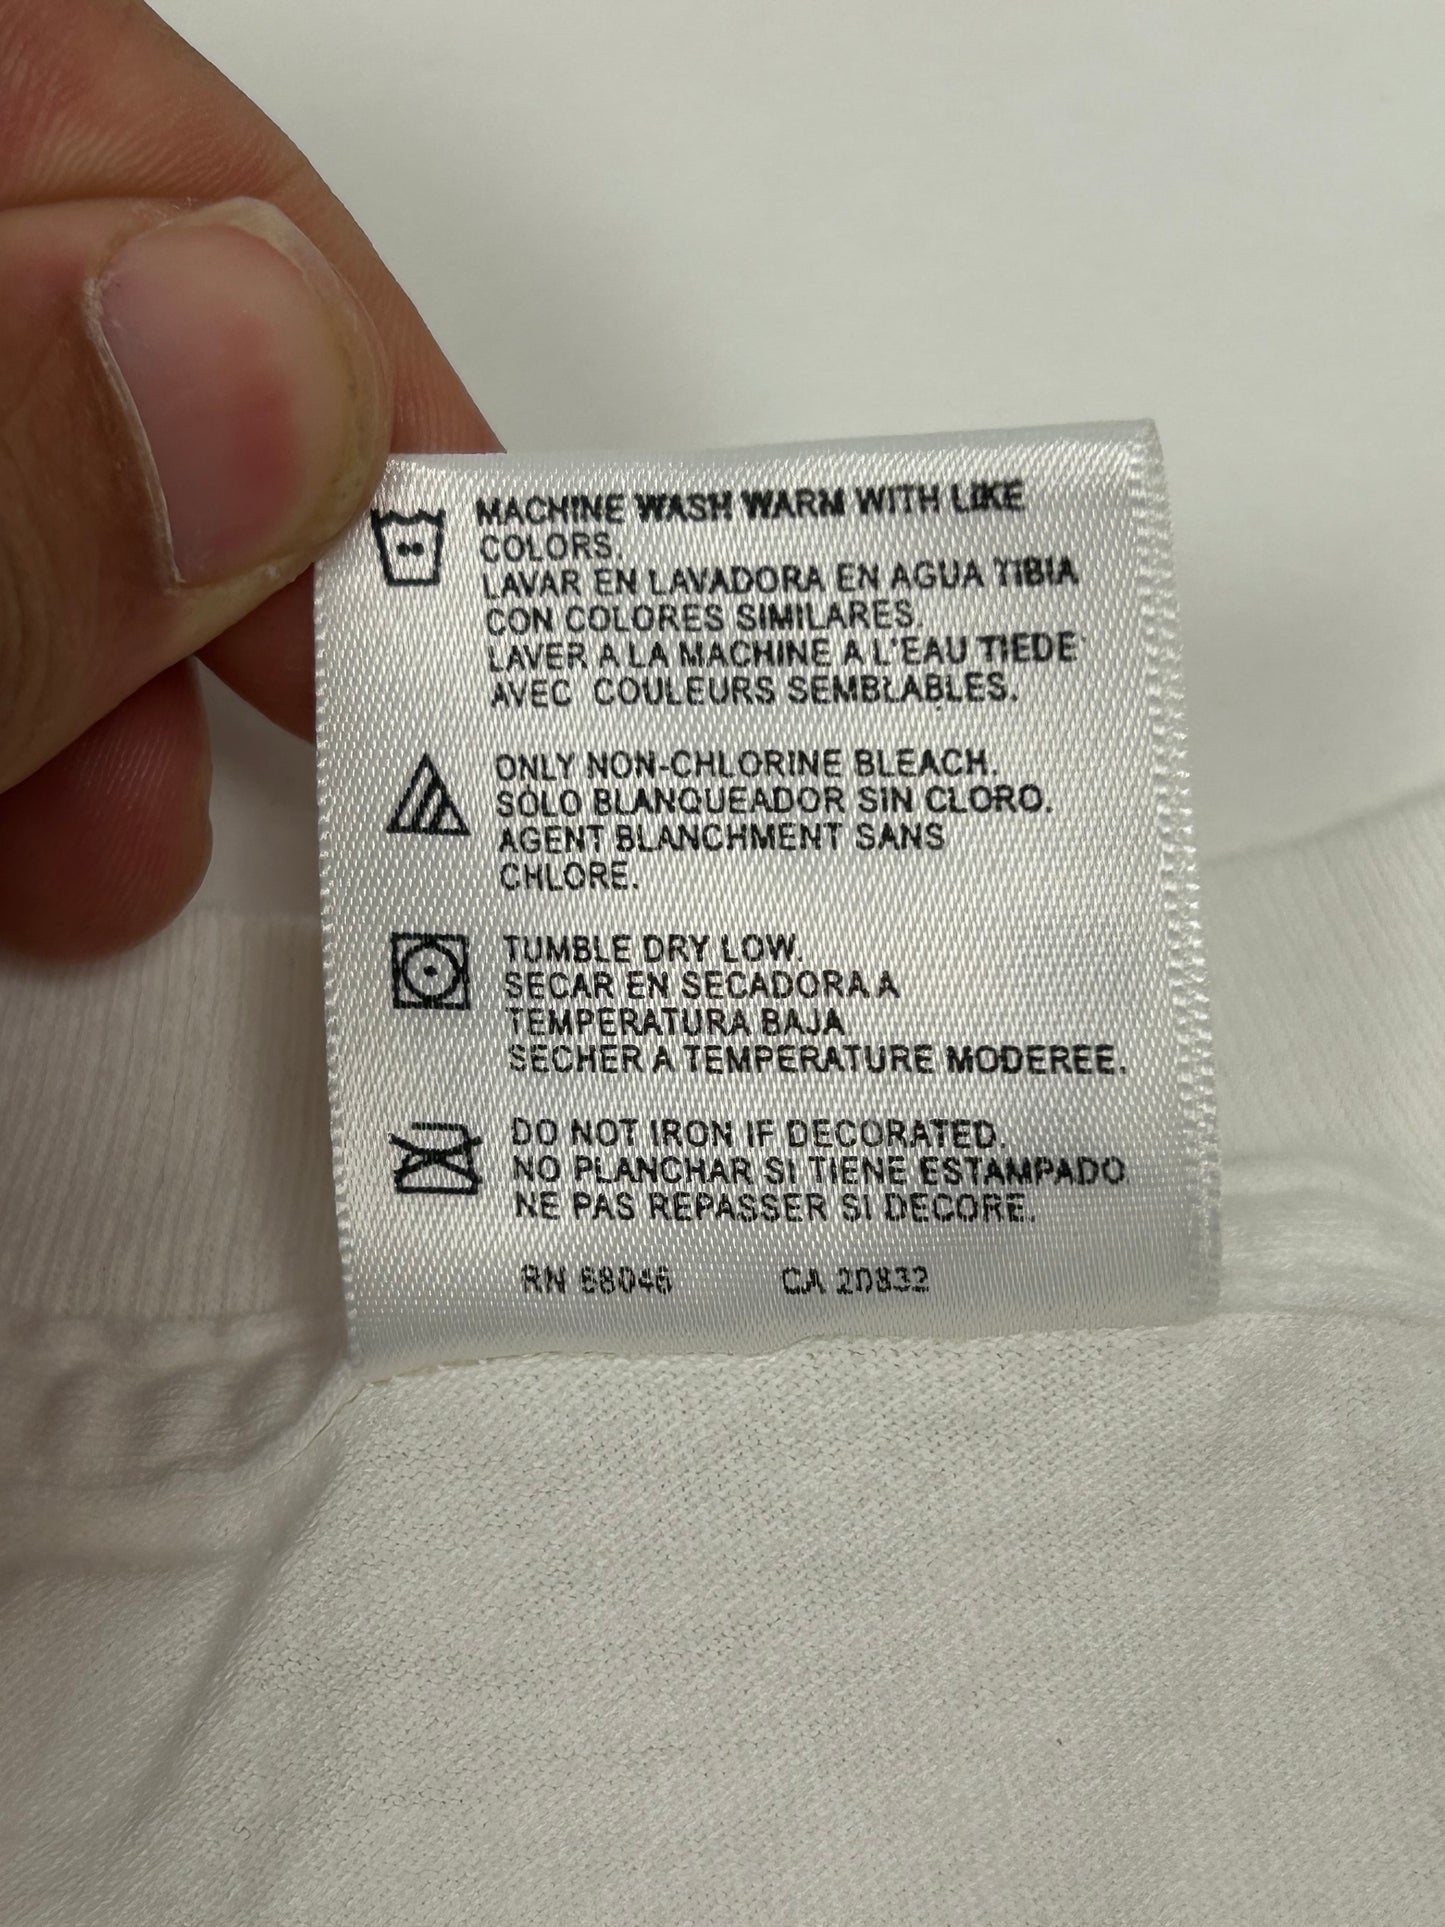 MACHINE WASH WARM WITH LIKE
COLORS.
LAVAR EN LAVADORA EN AGUA TIBIA
CON COLORES SIMILARES
LAVER A LA MACHINE A L'EAU TIEDE
AVEC COULEURS SEMBLABLES.
ONLY NON-CHLORINE BLEACH.
SOLO BLANQUEADOR SIN CLORO.
AGENT BLANCHMENT SANS
CHLORE.
TUMBLE DRY LOW.
SECAR EN SECADORA A
TEMPERATURA BAJA
SECHER A TEMPERATURE MODEREE.
DO NOT IRON IF DECORATED.
NO PLANCHAR SI TIENE ESTAMPADO
NE PAS REPASSER SI DECORE.
RN 68046 CA 20832